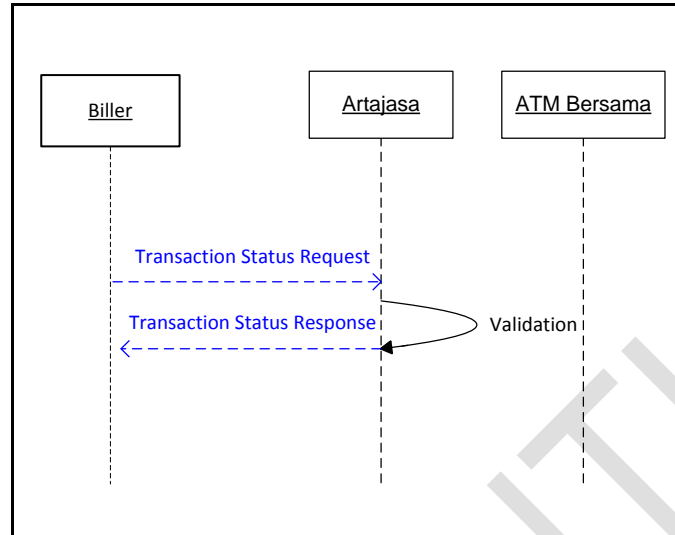 Biller
Artajasa
ATM Bersama
Transaction Status Request
Transaction Status Response
Validation